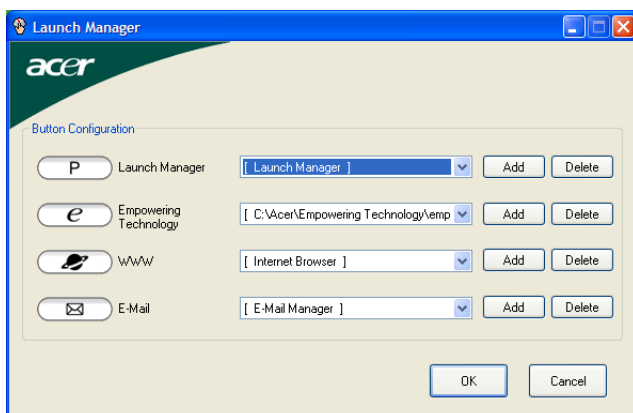 Launch Manager
acer
Button Configuration
P Launch Manager [ Launch Manager ] Add Delete
e Empowering Technology [ C:\Acer\Empowering Technology\emp Add Delete
WWW [ Internet Browser ] Add Delete
E-Mail [ E-Mail Manager ] Add Delete
OK Cancel